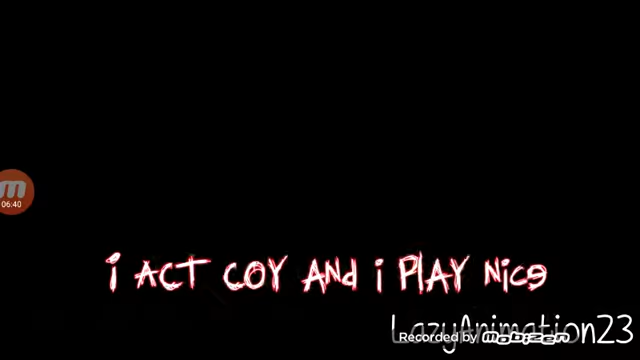 06:40
i ACT COY ANd i PlAY Nice
LazyAnimation23
Recorded by MOBIZEN